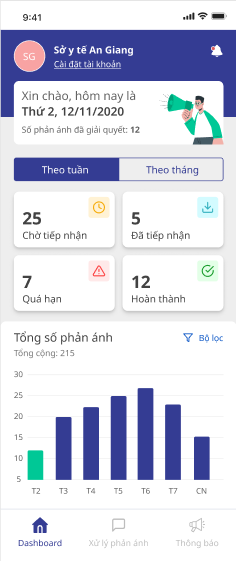 9:41
SG
Sở y tế An Giang
Cài đặt tài khoản
Xin chào, hôm nay là
Thứ 2, 12/11/2020
Số phản ánh đã giải quyết: 12
Theo tuần
Theo tháng
25
Chờ tiếp nhận
5
Đã tiếp nhận
7
Quá hạn
12
Hoàn thành
Tổng số phản ánh
Bộ lọc
Tổng cộng: 215
30
25
20
15
10
5
T2 T3 T4 T5 T6 T7 CN
Dashboard
Xử lý phản ánh
Thông báo